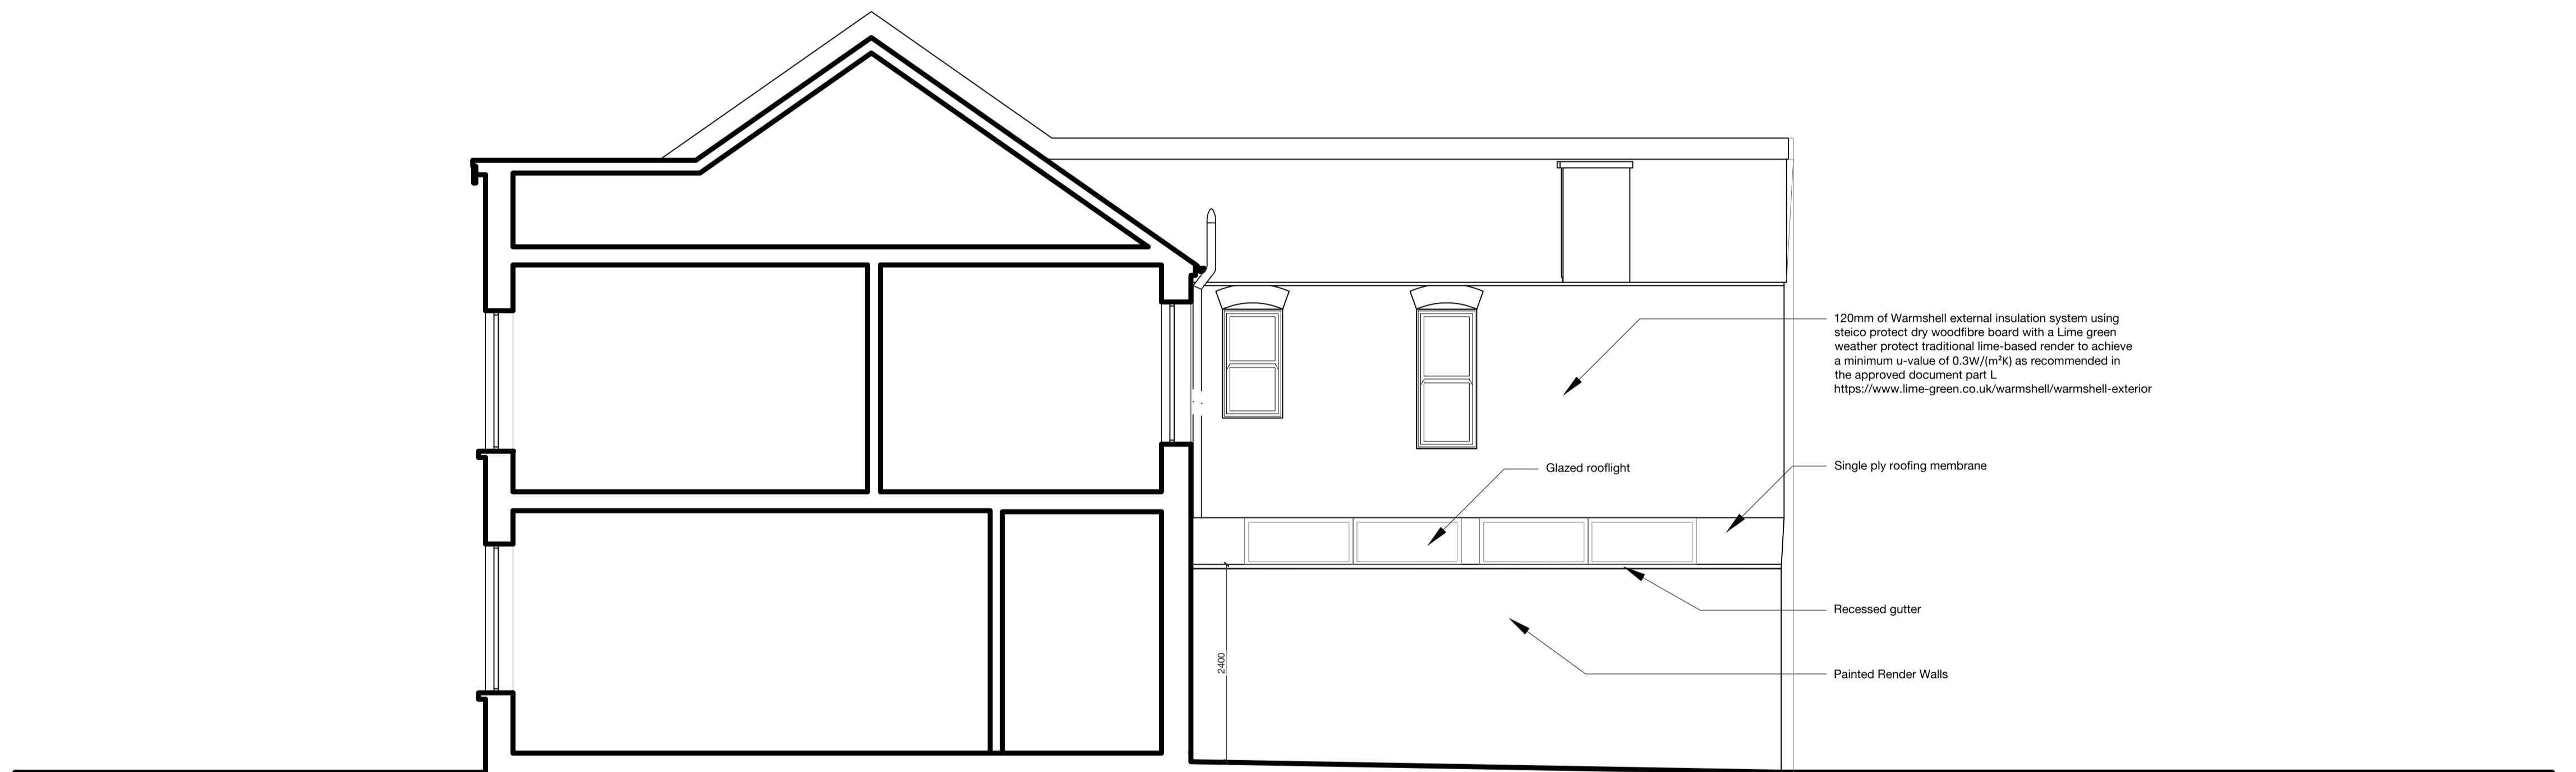 120mm of Warmshell external insulation system using
steico protect dry woodfibre board with a Lime green
weather protect traditional lime-based render to achieve
a minimum u-value of 0.3W/(m²K) as recommended in
the approved document part L
https://www.lime-green.co.uk/warmshell/warmshell-exterior
Glazed rooflight
Single ply roofing membrane
Recessed gutter
2400
Painted Render Walls